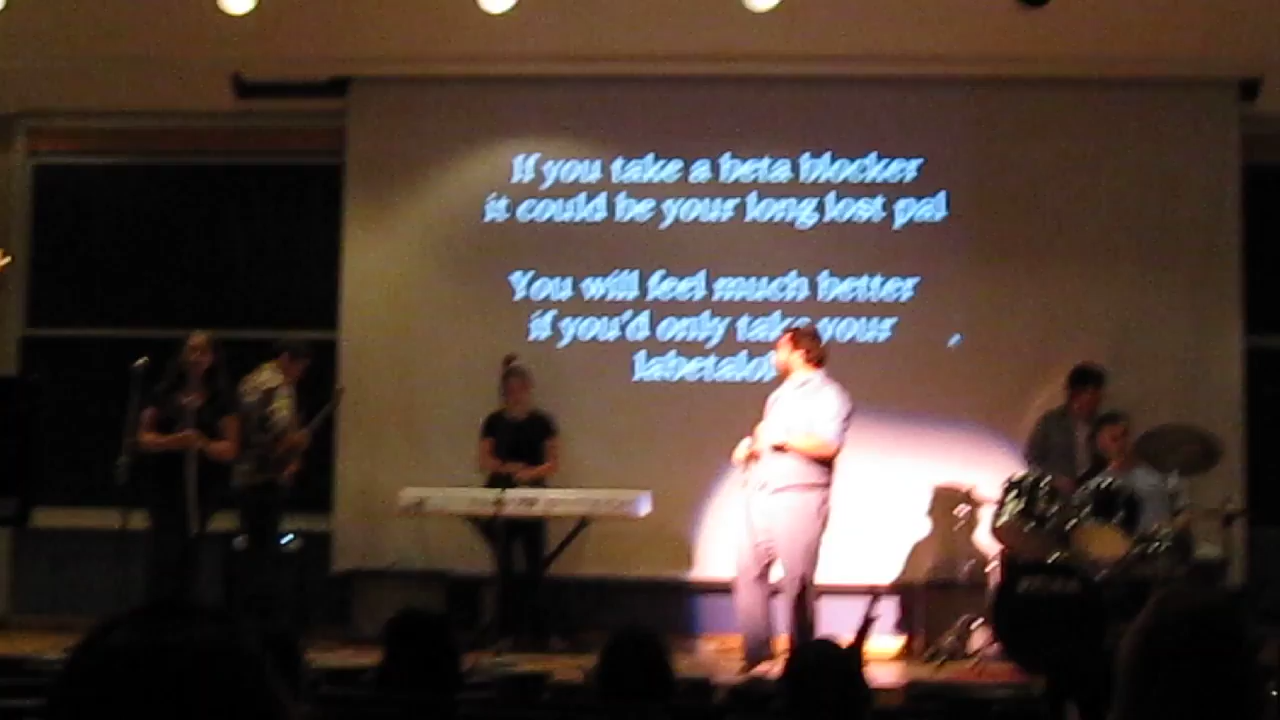 If you take a beta blocker
it could be your long lost pal
You will feel much better
if you'd only take your
labetalol